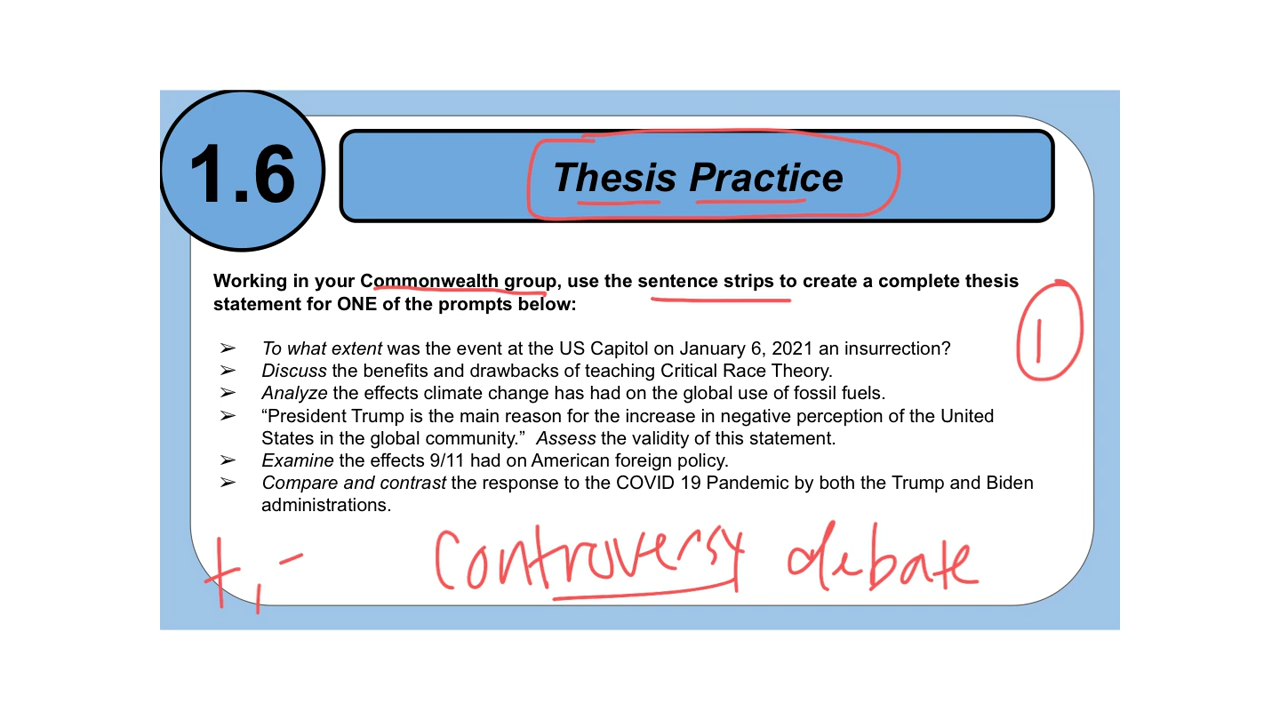 1.6
Thesis Practice
Working in your Commonwealth group, use the sentence strips to create a complete thesis
statement for ONE of the prompts below:
➢ To what extent was the event at the US Capitol on January 6, 2021 an insurrection?
➢ Discuss the benefits and drawbacks of teaching Critical Race Theory.
➢ Analyze the effects climate change has had on the global use of fossil fuels.
➢ “President Trump is the main reason for the increase in negative perception of the United
States in the global community.” Assess the validity of this statement.
➢ Examine the effects 9/11 had on American foreign policy.
➢ Compare and contrast the response to the COVID 19 Pandemic by both the Trump and Biden
administrations.
1
+, - controversy debate